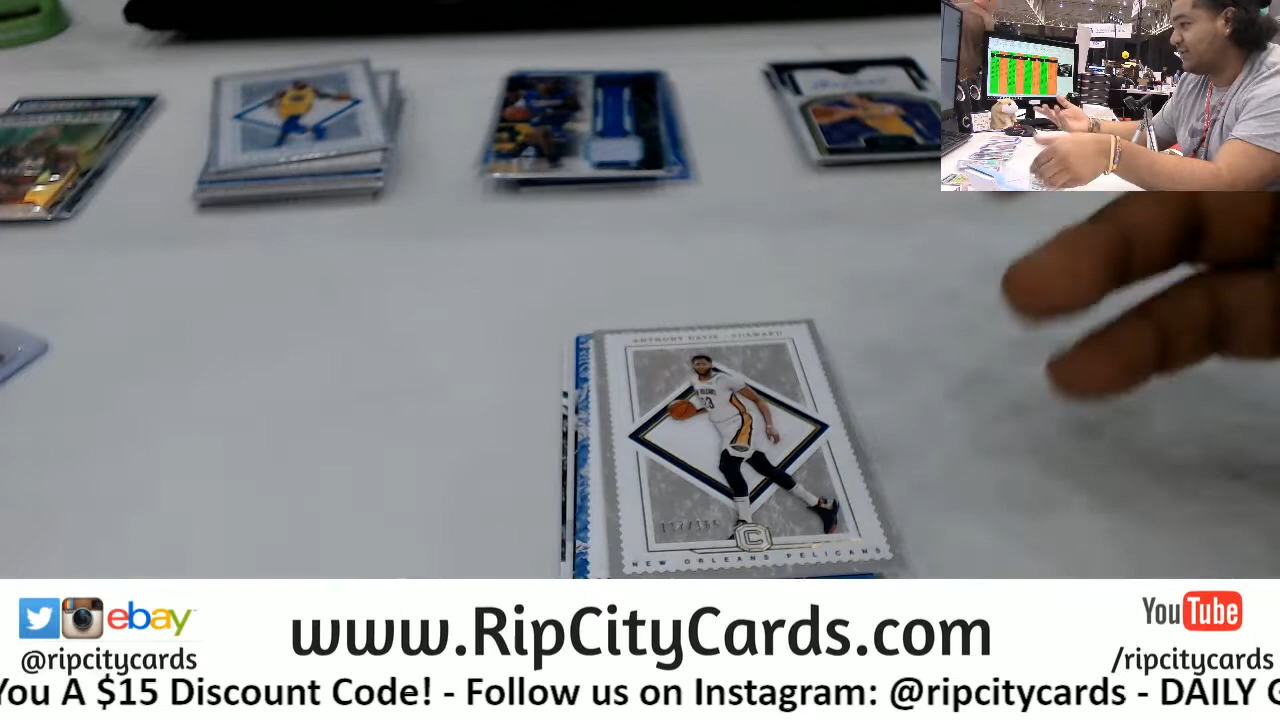 ANTHONY DAVIS - FORWARD
C
NEW ORLEANS PELICANS
ebay
@ripcitycards
www.RipCityCards.com
YouTube
/ripcitycards
You A $15 Discount Code! - Follow us on Instagram: @ripcitycards - DAILY G